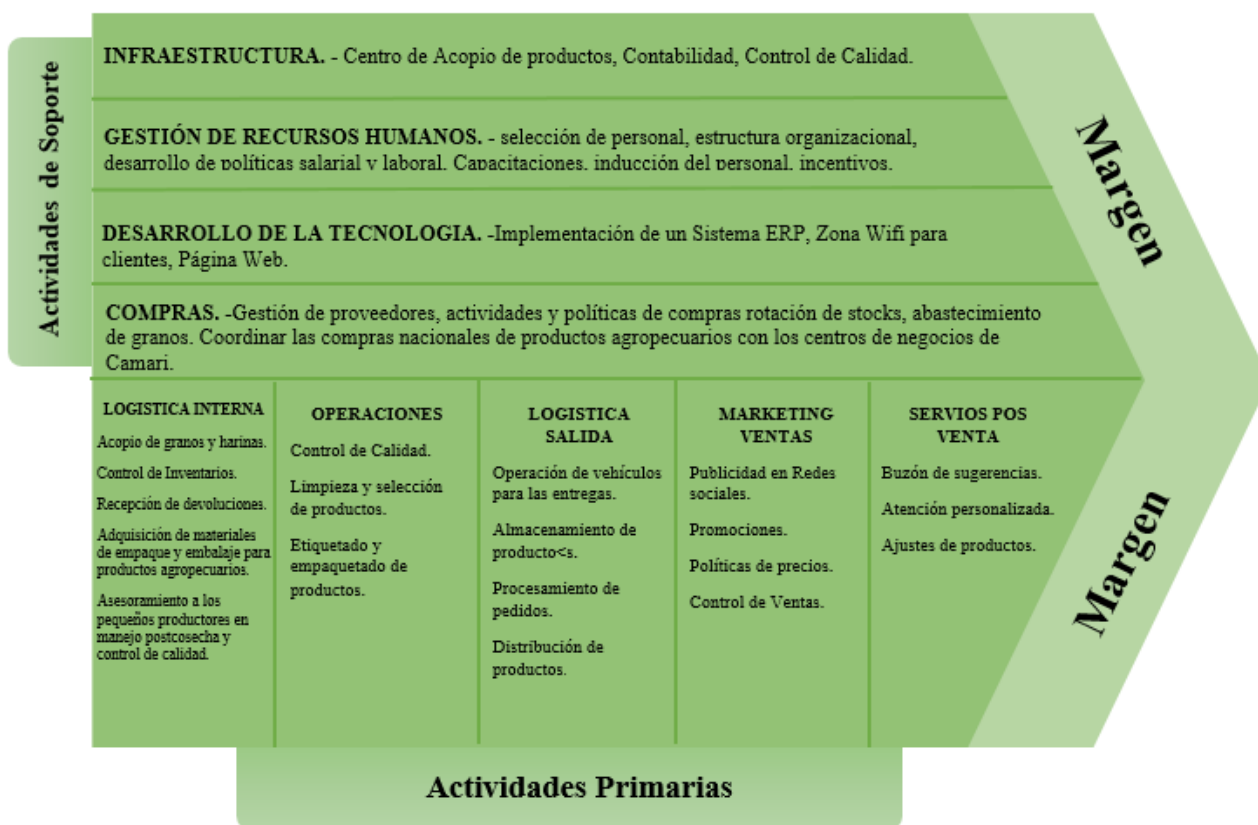 Actividades de Soporte
INFRAESTRUCTURA. - Centro de Acopio de productos, Contabilidad, Control de Calidad.
GESTIÓN DE RECURSOS HUMANOS. - selección de personal, estructura organizacional,
desarrollo de políticas salarial y laboral. Capacitaciones, inducción del personal, incentivos.
DESARROLLO DE LA TECNOLOGIA. -Implementación de un Sistema ERP, Zona Wifi para
clientes, Página Web.
COMPRAS. -Gestión de proveedores, actividades y políticas de compras rotación de stocks, abastecimiento
de granos. Coordinar las compras nacionales de productos agropecuarios con los centros de negocios de
Camari.
Margen
Margen
LOGISTICA INTERNA
Acopio de granos y harinas.
Control de Inventarios.
Recepción de devoluciones.
Adquisición de materiales
de empaque y embalaje para
productos agropecuarios.
Asesoramiento a los
pequeños productores en
manejo postcosecha y
control de calidad.
OPERACIONES
Control de Calidad.
Limpieza y selección
de productos.
Etiquetado y
empaquetado de
productos.
LOGISTICA
SALIDA
Operación de vehículos
para las entregas.
Almacenamiento de
producto<s.
Procesamiento de
pedidos.
Distribución de
productos.
MARKETING
VENTAS
Publicidad en Redes
sociales.
Promociones.
Políticas de precios.
Control de Ventas.
SERVIOS POS
VENTA
Buzón de sugerencias.
Atención personalizada.
Ajustes de productos.
Actividades Primarias